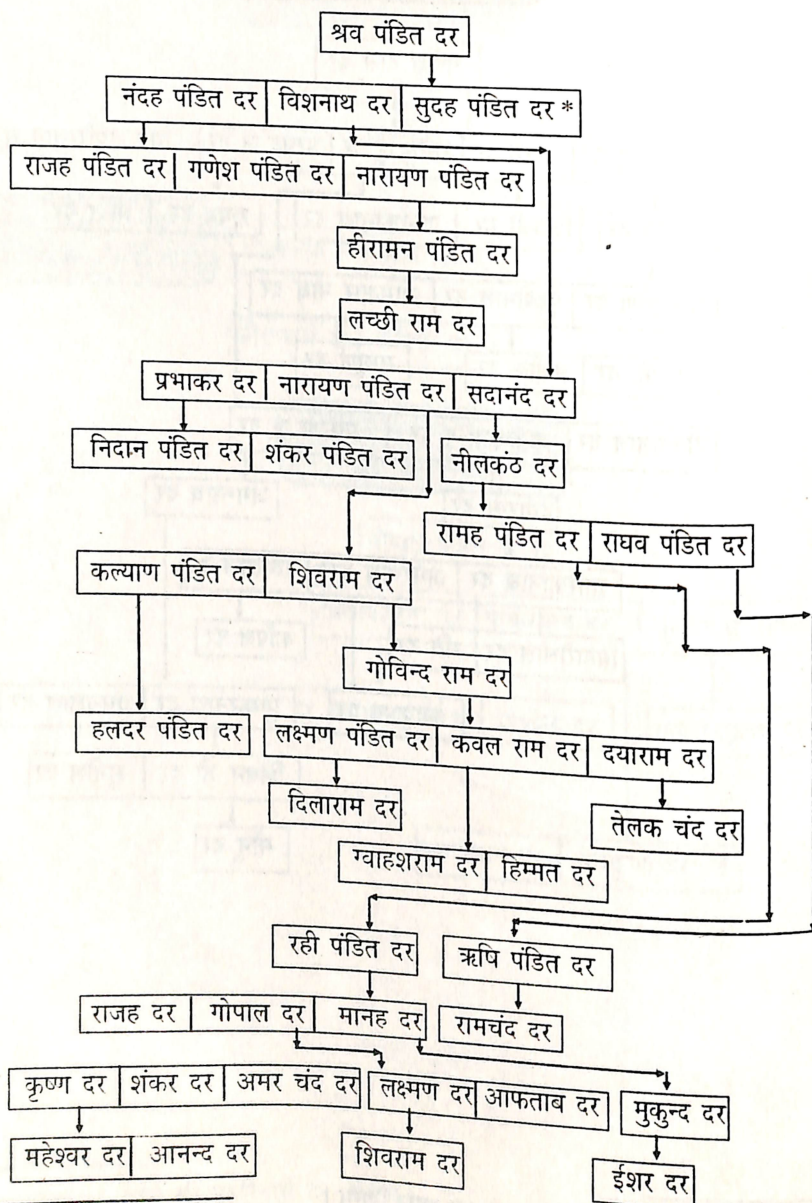 श्रव पंडित दर
नंदह पंडित दर विशनाथ दर सुदह पंडित दर *
राजह पंडित दर गणेश पंडित दर नारायण पंडित दर
हीरामन पंडित दर
लच्छी राम दर
प्रभाकर दर नारायण पंडित दर सदानंद दर
निदान पंडित दर शंकर पंडित दर नीलकंठ दर
रामह पंडित दर राघव पंडित दर
कल्याण पंडित दर शिवराम दर
गोविन्द राम दर
हलदर पंडित दर लक्ष्मण पंडित दर कवल राम दर दयाराम दर
दिलाराम दर तेलक चंद दर
ग्वाहशराम दर हिम्मत दर
रही पंडित दर ऋषि पंडित दर
राजह दर गोपाल दर मानह दर रामचंद दर
कृष्ण दर शंकर दर अमर चंद दर लक्ष्मण दर आफताब दर मुकुन्द दर
महेश्वर दर आनन्द दर शिवराम दर ईशर दर